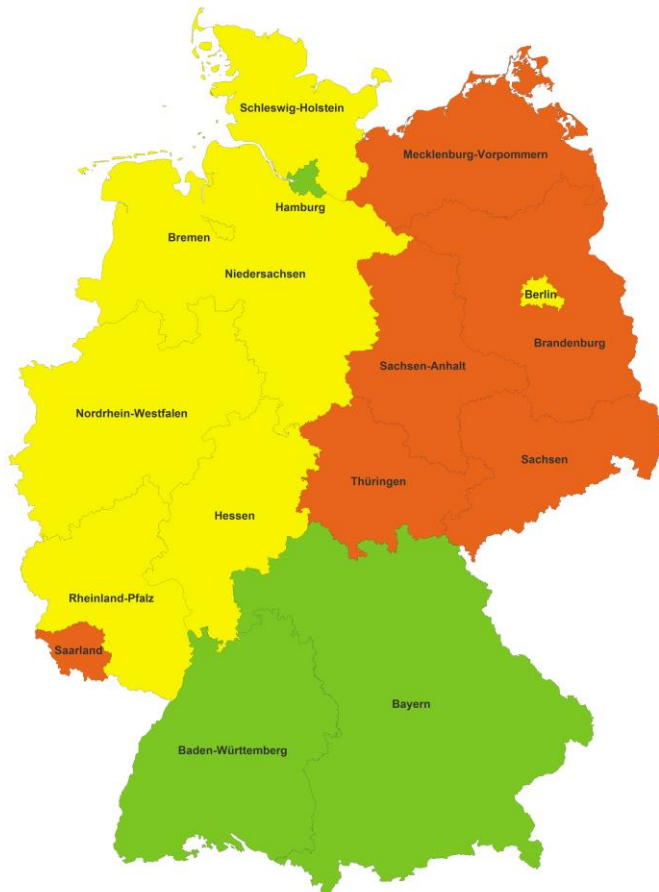 Schleswig-Holstein
Mecklenburg-Vorpommern
Hamburg
Bremen
Niedersachsen
Berlin
Brandenburg
Sachsen-Anhalt
Nordrhein-Westfalen
Sachsen
Thüringen
Hessen
Rheinland-Pfalz
Saarland
Bayern
Baden-Württemberg